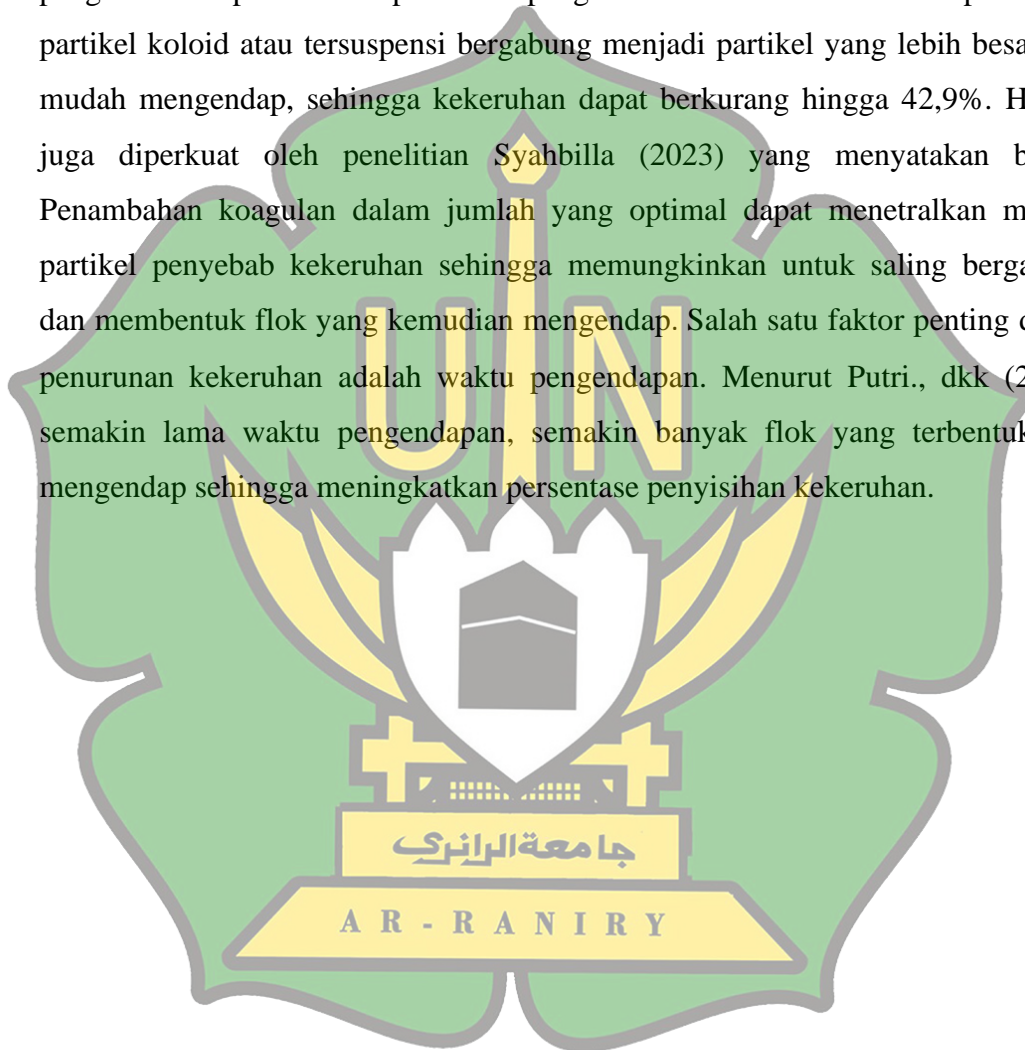 partikel koloid atau tersuspensi bergabung menjadi partikel yang lebih besa
mudah mengendap, sehingga kekeruhan dapat berkurang hingga 42,9%. H
juga diperkuat oleh penelitian Syahbilla (2023) yang menyatakan b
Penambahan koagulan dalam jumlah yang optimal dapat menetralkan m
partikel penyebab kekeruhan sehingga memungkinkan untuk saling berga
dan membentuk flok yang kemudian mengendap. Salah satu faktor penting d
penurunan kekeruhan adalah waktu pengendapan. Menurut Putri., dkk (2
semakin lama waktu pengendapan, semakin banyak flok yang terbentuk
mengendap sehingga meningkatkan persentase penyisihan kekeruhan.
UIN
جامعة الرانري
AR-RANIRY